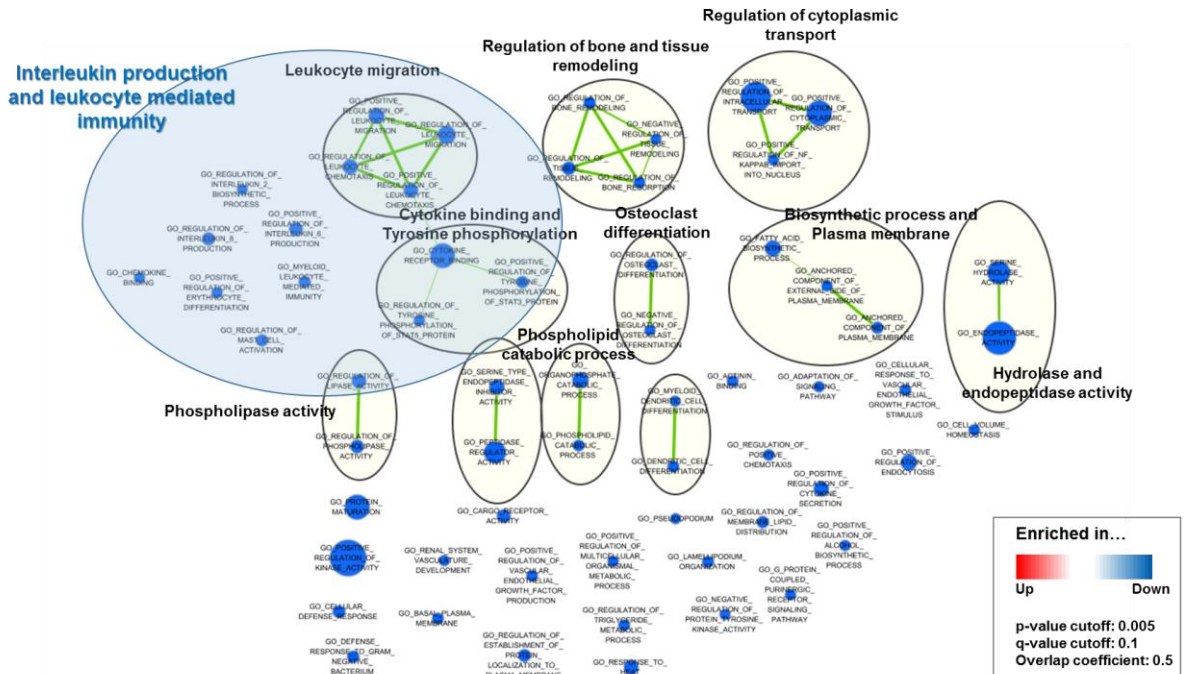 Regulation of cytoplasmic
transport
Regulation of bone and tissue
remodeling
Interleukin production
and leukocyte mediated
immunity
Leukocyte migration
GO_POSITIVE_
REGULATION_OF_
LEUKOCYTE_
MIGRATION
GO_REGULATION_OF_
LEUKOCYTE_
MIGRATION
GO_REGULATION_OF_
LEUKOCYTE_
CHEMOTAXIS
GO_POSITIVE_
REGULATION_OF_
LEUKOCYTE_
CHEMOTAXIS
GO_REGULATION_OF_
BONE_REMODELING
GO_NEGATIVE_
REGULATION_OF_
TISSUE_
REMODELING
GO_REGULATION_OF_
TISSUE_
REMODELING
GO_REGULATION_OF_
BONE_RESORPTION
GO_POSITIVE_
REGULATION_OF_
INTRACELLULAR_
TRANSPORT
GO_POSITIVE_
REGULATION_OF_
CYTOPLASMIC_
TRANSPORT
GO_POSITIVE_
REGULATION_OF_NF_
KAPPAB_IMPORT_
INTO_NUCLEUS
GO_REGULATION_OF_
INTERLEUKIN_2_
BIOSYNTHETIC_
PROCESS
GO_REGULATION_OF_
INTERLEUKIN_8_
PRODUCTION
GO_POSITIVE_
REGULATION_OF_
INTERLEUKIN_6_
PRODUCTION
GO_CHEMOKINE_
BINDING
GO_POSITIVE_
REGULATION_OF_
ERYTHROCYTE_
DIFFERENTIATION
GO_MYELOID_
LEUKOCYTE_
MEDIATED_
IMMUNITY
GO_REGULATION_OF_
MAST_CELL_
ACTIVATION
Cytokine binding and
Tyrosine phosphorylation
GO_CYTOKINE_
RECEPTOR_BINDING
GO_POSITIVE_
REGULATION_OF_
TYROSINE_
PHOSPHORYLATION
_OF_STAT3_PROTEIN
GO_REGULATION_OF_
TYROSINE_
PHOSPHORYLATION_
OF_STAT5_PROTEIN
Osteoclast
differentiation
GO_REGULATION_OF_
OSTEOCLAST_
DIFFERENTIATION
GO_NEGATIVE_
REGULATION_OF_
OSTEOCLAST_
DIFFERENTIATION
Biosynthetic process and
Plasma membrane
GO_FATTY_ACID_
BIOSYNTHETIC_
PROCESS
GO_ANCHORED_
COMPONENT_OF_
EXTERNAL_SIDE_OF_
PLASMA_MEMBRANE
GO_ANCHORED_
COMPONENT_OF_
PLASMA_MEMBRANE
GO_SERINE_
HYDROLASE_
ACTIVITY
GO_ENDOPEPTIDASE_
ACTIVITY
Hydrolase and
endopeptidase activity
Phospholipase activity
GO_REGULATION_OF_
LIPASE_ACTIVITY
GO_REGULATION_OF_
PHOSPHOLIPASE_
ACTIVITY
Phospholipid
catabolic process
GO_SERINE_TYPE_
ENDOPEPTIDASE_
INHIBITOR_
ACTIVITY
GO_PEPTIDASE_
REGULATOR_
ACTIVITY
GO_
ORGANOPHOSPHATE_
CATABOLIC_
PROCESS
GO_PHOSPHOLIPID_
CATABOLIC_
PROCESS
GO_MYELOID_
DENDRITIC_CELL_
DIFFERENTIATION
GO_DENDRITIC_CELL_
DIFFERENTIATION
GO_ACTININ_
BINDING
GO_ADAPTATION_OF_
SIGNALING_
PATHWAY
GO_CELLULAR_
RESPONSE_TO_
VASCULAR_
ENDOTHELIAL_
GROWTH_FACTOR_
STIMULUS
GO_CELL_VOLUME_
HOMEOSTASIS
GO_REGULATION_OF_
POSITIVE_
CHEMOTAXIS
GO_POSITIVE_
REGULATION_OF_
ENDOCYTOSIS
GO_POSITIVE_
REGULATION_OF_
CYTOKINE_
SECRETION
GO_PROTEIN_
MATURATION
GO_CARGO_RECEPTOR_
ACTIVITY
GO_PSEUDOPODIUM
GO_REGULATION_OF_
MEMBRANE_LIPID_
DISTRIBUTION
GO_POSITIVE_
REGULATION_OF_
ALCOHOL_
BIOSYNTHETIC_
PROCESS
GO_POSITIVE_
REGULATION_OF_
KINASE_ACTIVITY
GO_RENAL_SYSTEM_
VASCULATURE_
DEVELOPMENT
GO_POSITIVE_
REGULATION_OF_
VASCULAR_
ENDOTHELIAL_
GROWTH_FACTOR_
PRODUCTION
GO_POSITIVE_
REGULATION_OF_
MULTICELLULAR_
ORGANISMAL_
METABOLIC_
PROCESS
GO_LAMELLIPODIUM_
ORGANIZATION
GO_G_PROTEIN_
COUPLED_
PURINERGIC_
RECEPTOR_
SIGNALING_
PATHWAY
GO_CELLULAR_
DEFENSE_RESPONSE
GO_BASAL_PLASMA_
MEMBRANE
GO_REGULATION_OF_
TRIGLYCERIDE_
METABOLIC_
PROCESS
GO_NEGATIVE_
REGULATION_OF_
PROTEIN_TYROSINE_
KINASE_ACTIVITY
GO_DEFENSE_
RESPONSE_TO_GRAM_
NEGATIVE_
BACTERIUM
GO_REGULATION_OF_
ESTABLISHMENT_OF_
PROTEIN_
LOCALIZATION_TO_
PLASMA_MEMBRANE
GO_RESPONSE_TO_
HEAT
Enriched in…
Up
Down
p-value cutoff: 0.005
q-value cutoff: 0.1
Overlap coefficient: 0.5